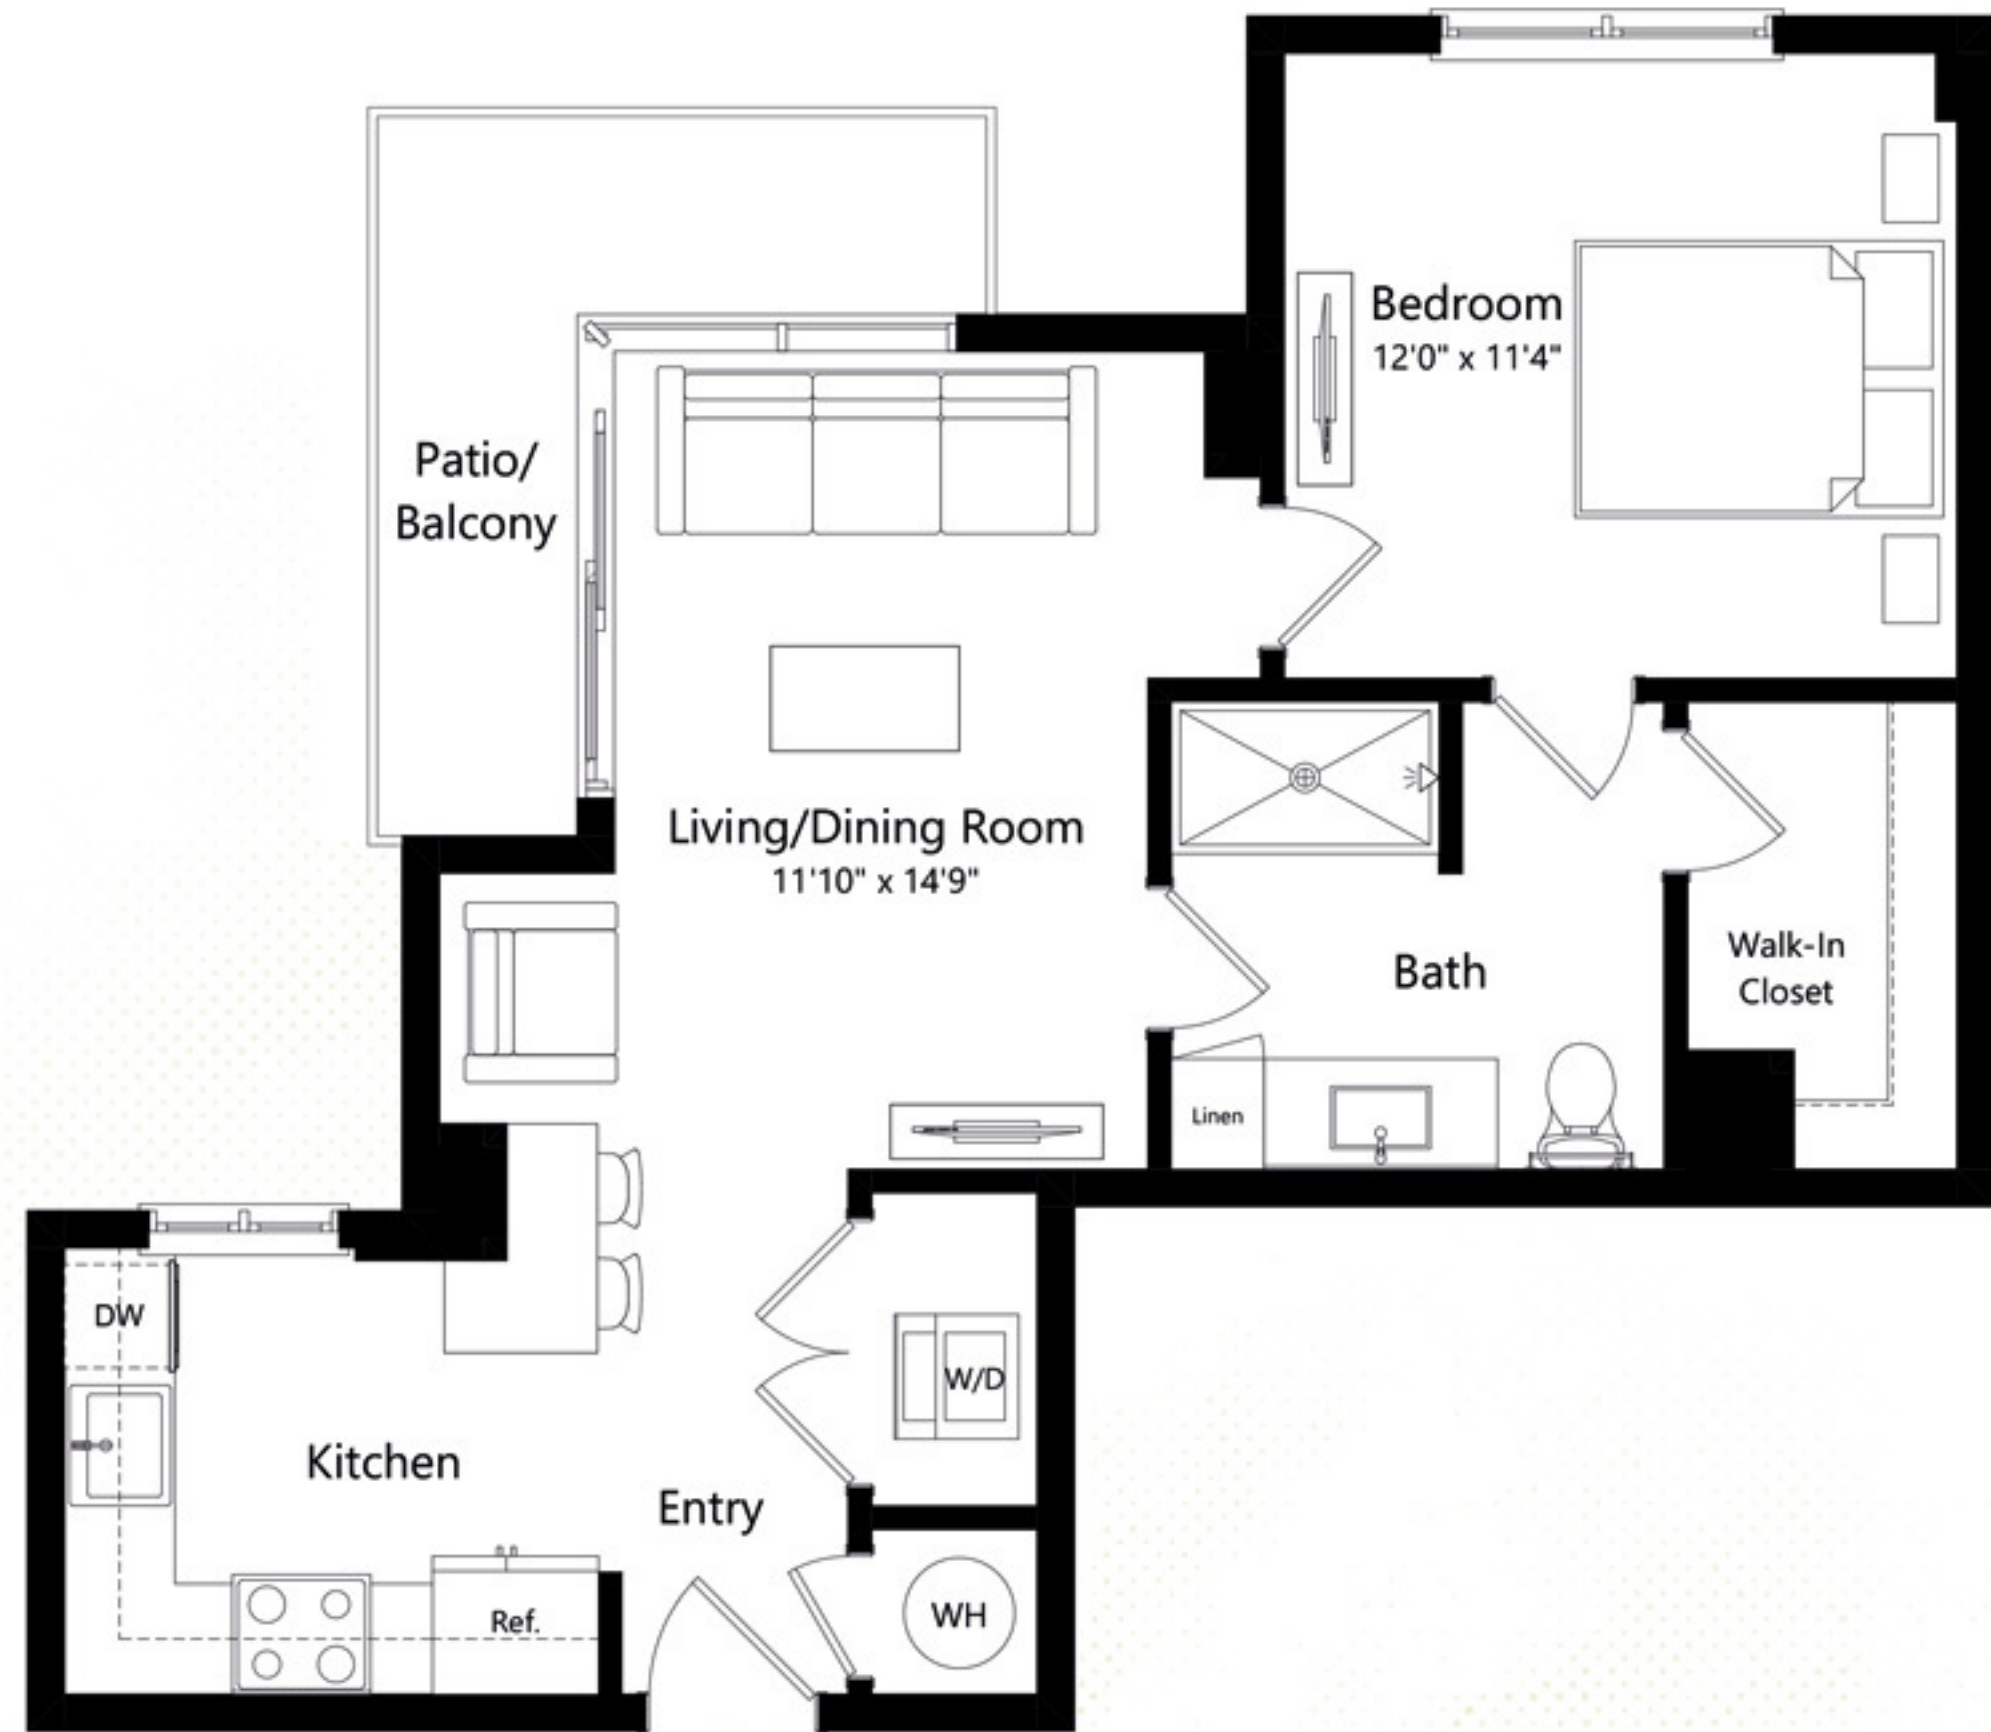 Bedroom
12'0" x 11'4"
Patio/
Balcony
Living/Dining Room
11'10" x 14'9"
Walk-In
Closet
Bath
Linen
DW
W/D
Kitchen
Entry
Ref.
WH